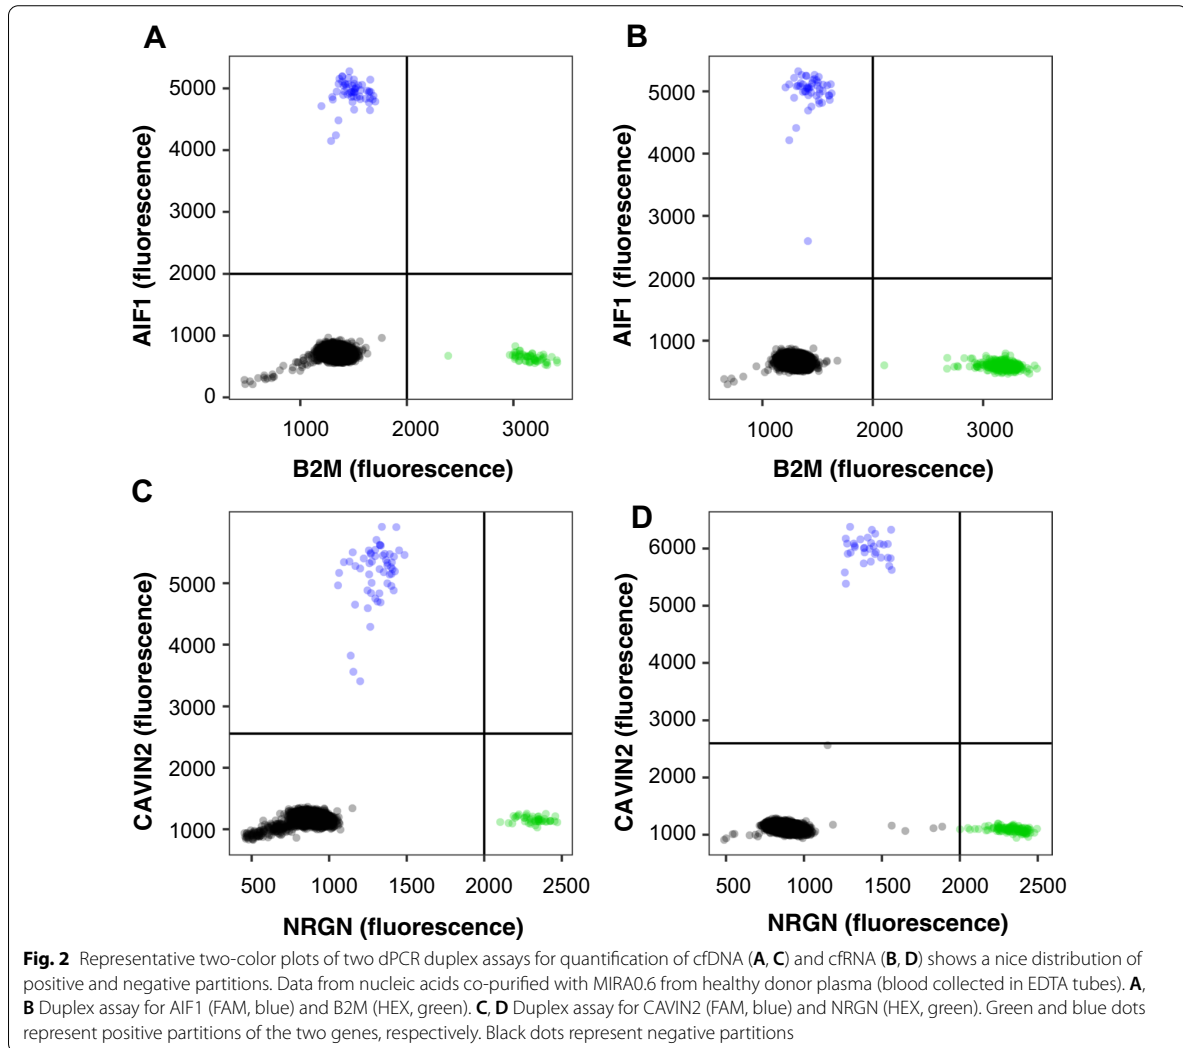 A
B
5000
4000
3000
2000
1000
0
AIF1 (fluorescence)
1000 2000 3000
B2M (fluorescence)
5000
4000
3000
2000
1000
AIF1 (fluorescence)
1000 2000 3000
B2M (fluorescence)
C
D
5000
4000
3000
2000
1000
CAVIN2 (fluorescence)
500 1000 1500 2000 2500
NRGN (fluorescence)
6000
5000
4000
3000
2000
1000
CAVIN2 (fluorescence)
500 1000 1500 2000 2500
NRGN (fluorescence)
Fig. 2 Representative two-color plots of two dPCR duplex assays for quantification of cfDNA (A, C) and cfRNA (B, D) shows a nice distribution of
positive and negative partitions. Data from nucleic acids co-purified with MIRA0.6 from healthy donor plasma (blood collected in EDTA tubes). A,
B Duplex assay for AIF1 (FAM, blue) and B2M (HEX, green). C, D Duplex assay for CAVIN2 (FAM, blue) and NRGN (HEX, green). Green and blue dots
represent positive partitions of the two genes, respectively. Black dots represent negative partitions